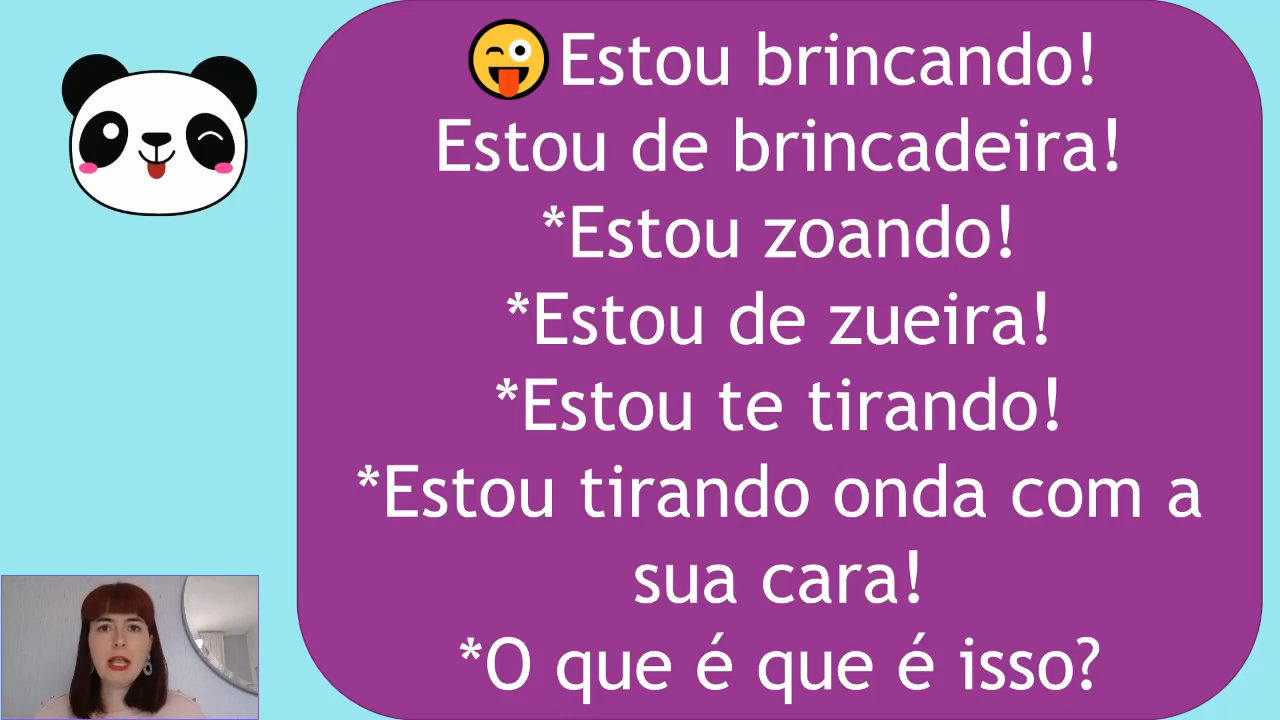 Estou brincando!
Estou de brincadeira!
*Estou zoando!
*Estou de zueira!
*Estou te tirando!
*Estou tirando onda com a
sua cara!
*O que é que é isso?